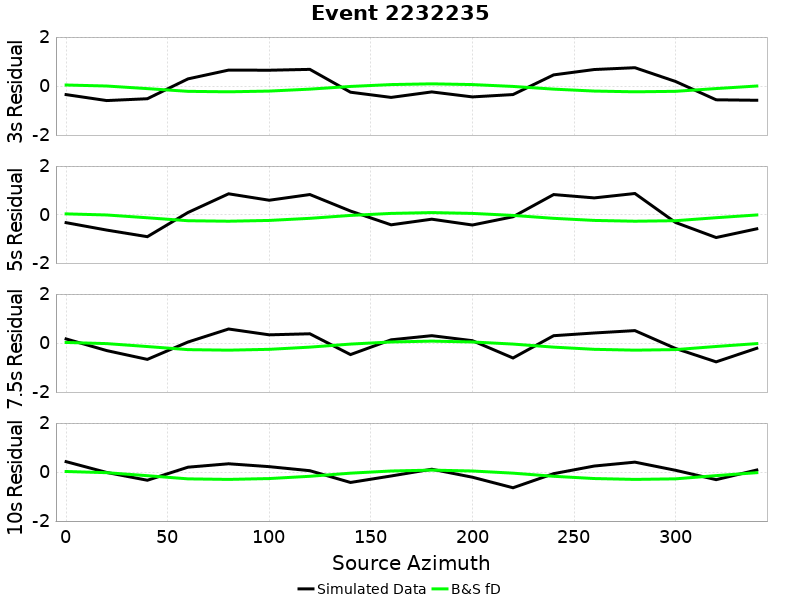 Event 2232235
3s Residual
2
0
-2
5s Residual
2
0
-2
7.5s Residual
2
0
-2
10s Residual
2
0
-2
0 50 100 150 200 250 300
Source Azimuth
Simulated Data B&S fD